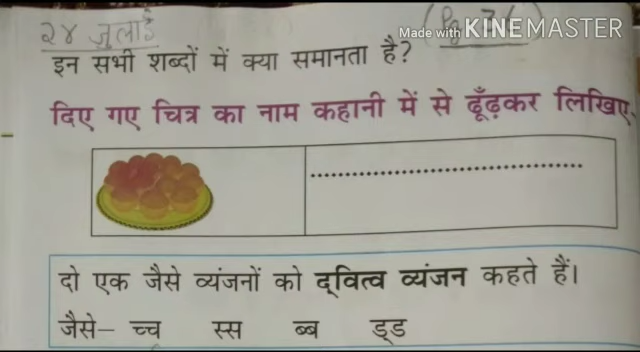 २४ जुलाई
Made with KINEMASTER
इन सभी शब्दों में क्या समानता है?
दिए गए चित्र का नाम कहानी में से ढूँढ़कर लिखिए-
दो एक जैसे व्यंजनों को द्‌वित्व व्यंजन कहते हैं।
जैसे– च्च स्स ब्ब ड्ड